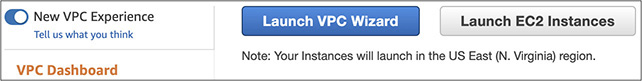 New VPC Experience
Tell us what you think
VPC Dashboard
Launch VPC Wizard
Launch EC2 Instances
Note: Your Instances will launch in the US East (N. Virginia) region.